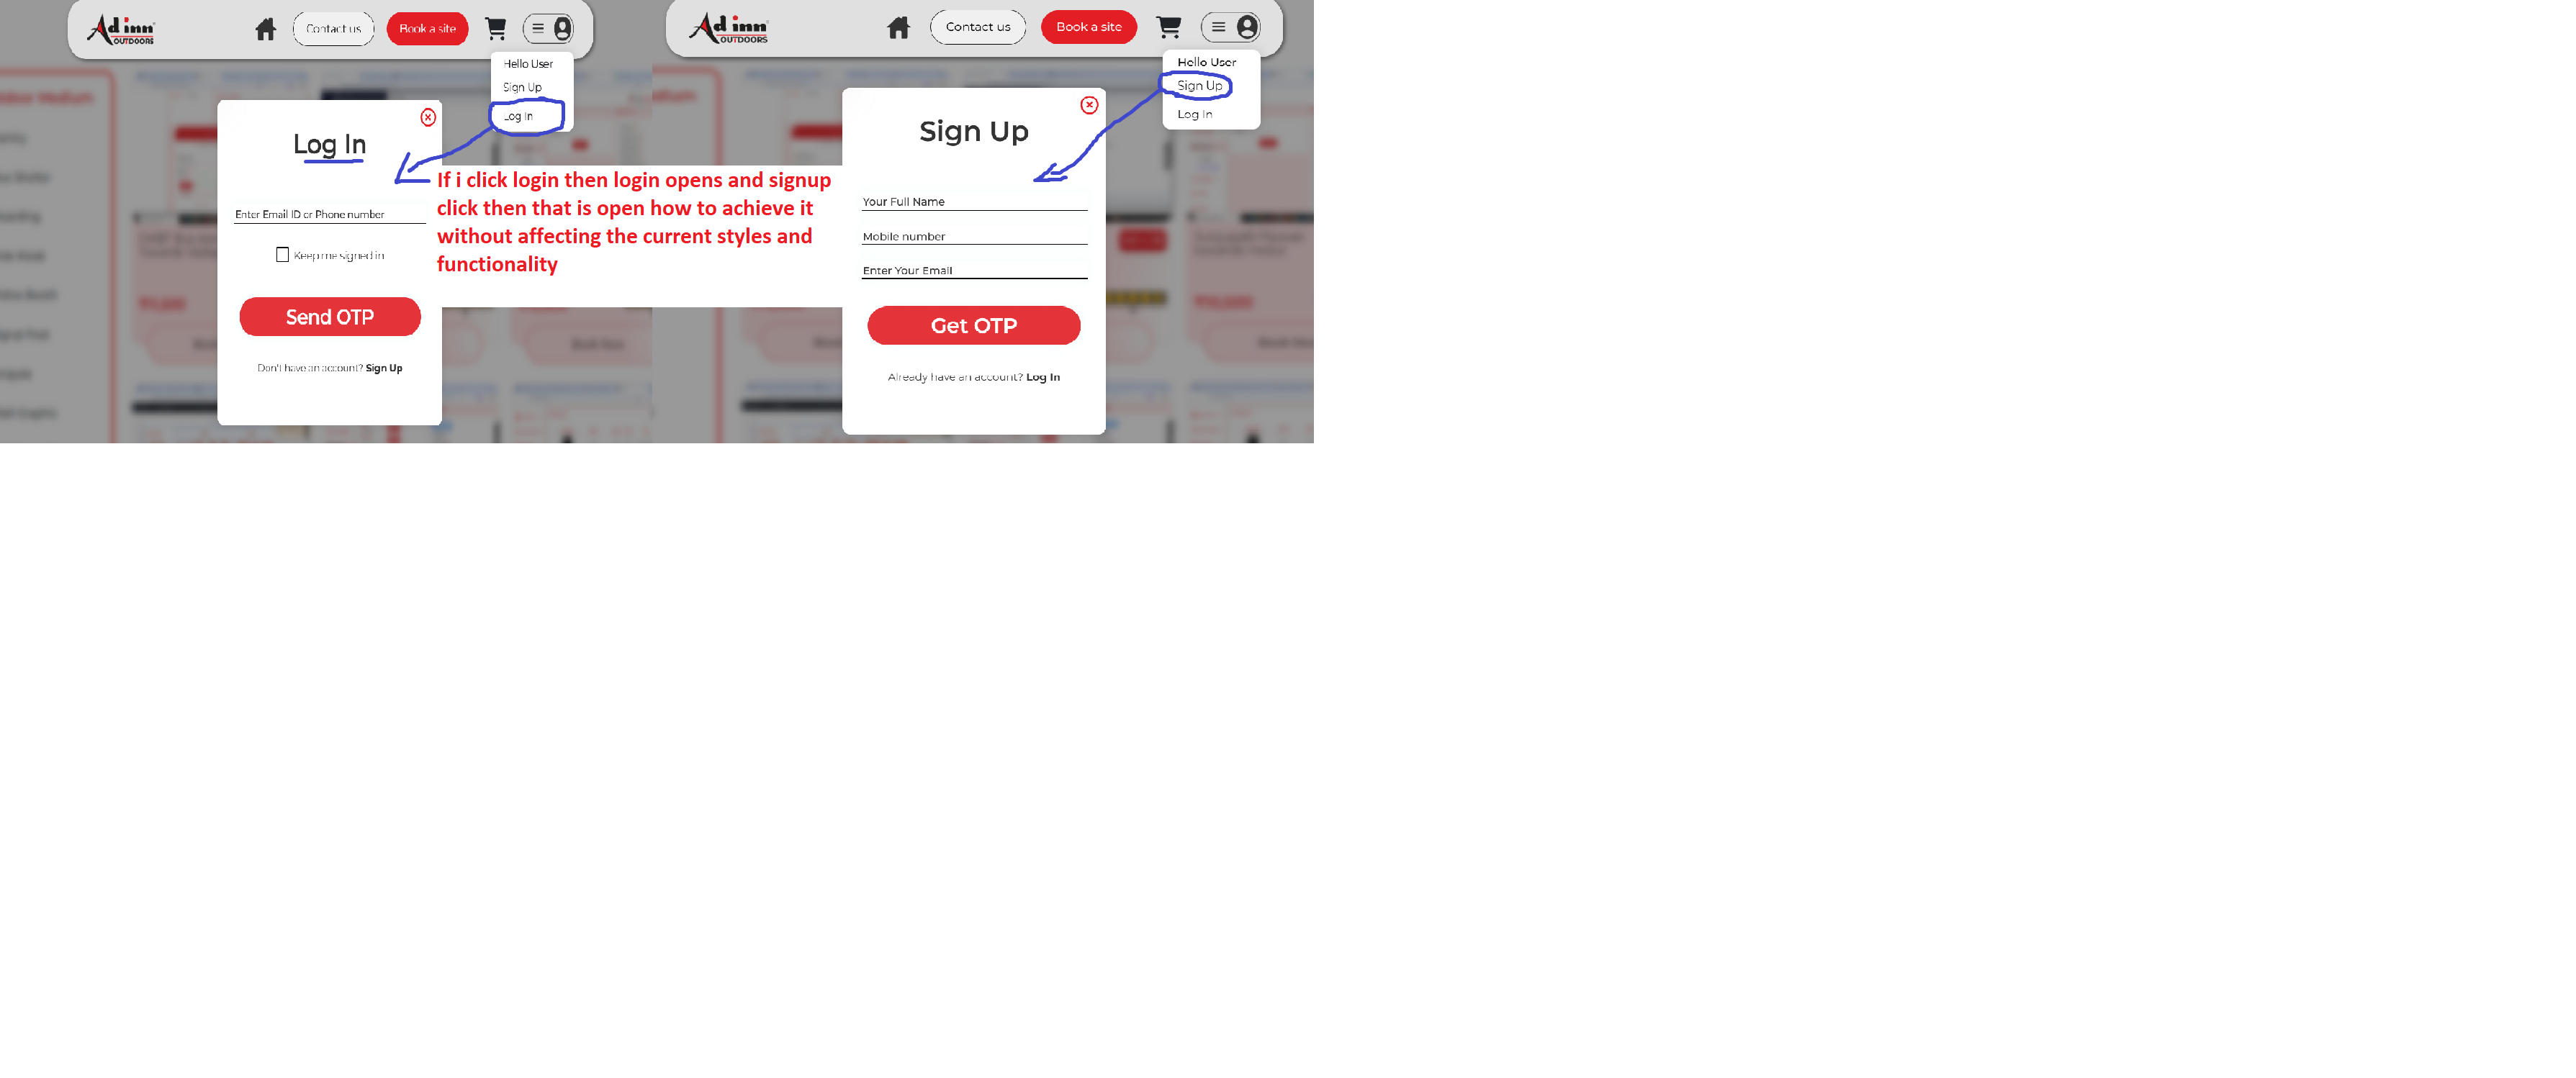 Ad inn
OUTDOORS
Contact us
Book a site
Hello User
Sign Up
Log In
Log In
Enter Email ID or Phone number
Keep me signed in
Send OTP
Don't have an account? Sign Up
If i click login then login opens and signup
click then that is open how to achieve it
without affecting the current styles and
functionality
Ad inn
OUTDOORS
Contact us
Book a site
Hello User
Sign Up
Log In
Sign Up
Your Full Name
Mobile number
Enter Your Email
Get OTP
Already have an account? Log In